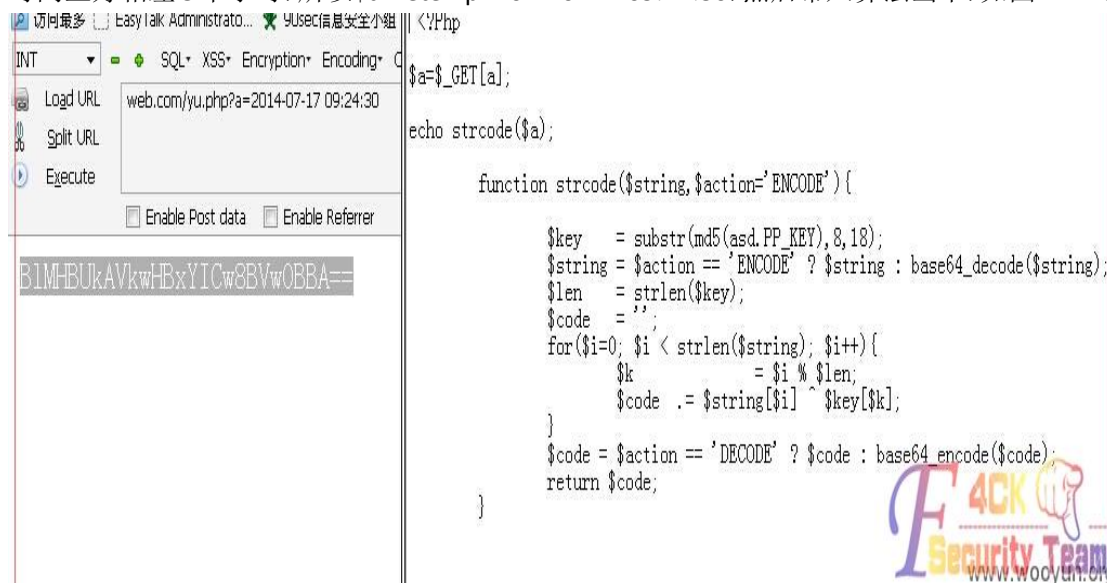 访问最多 EasyTalk Administrato... 90sec信息安全小组
INT SQL▾ XSS▾ Encryption▾ Encoding▾
Load URL web.com/yu.php?a=2014-07-17 09:24:30
Split URL
Execute
Enable Post data Enable Referrer
B1MHBUkAVkwHBxYICw8BVwOBBA==
<?Php
$a=$_GET[a];
echo strcode($a);
function strcode($string,$action='ENCODE'){
$key = substr(md5(asd.PP_KEY),8,18);
$string = $action == 'ENCODE' ? $string : base64_decode($string);
$len = strlen($key);
$code = '';
for($i=0; $i < strlen($string); $i++){
$k = $i % $len;
$code .= $string[$i] ^ $key[$k];
}
$code = $action == 'DECODE' ? $code : base64_encode($code);
return $code;
}
F4CK
Security Team
www.wooyun.org